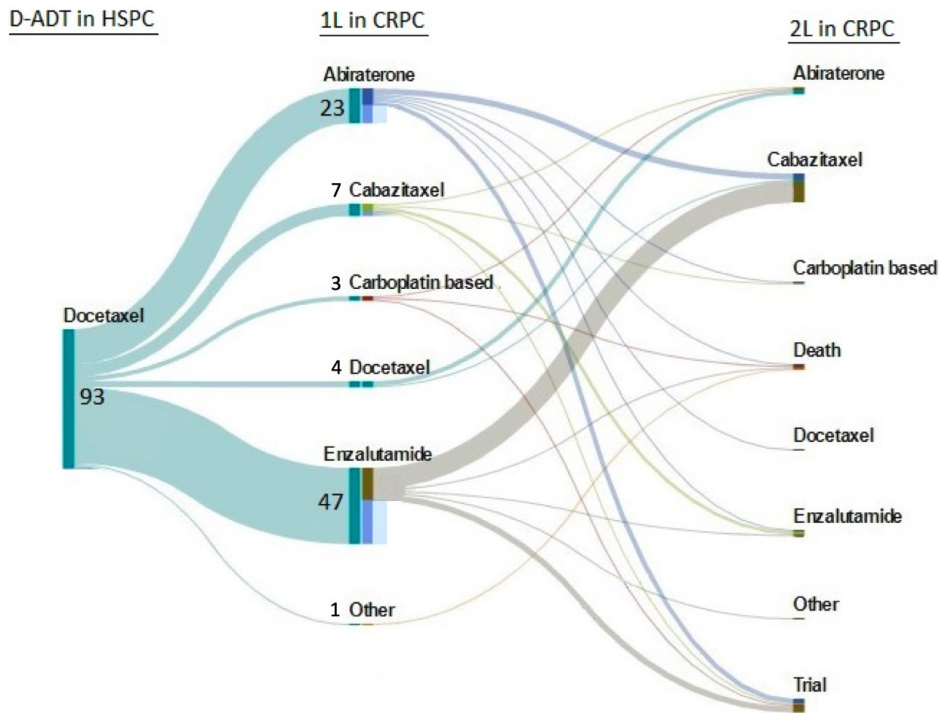 D-ADT in HSPC
1L in CRPC
2L in CRPC
Docetaxel
93
Abiraterone
23
7 Cabazitaxel
3 Carboplatin based
4 Docetaxel
Enzalutamide
47
1 Other
Abiraterone
Cabazitaxel
Carboplatin based
Death
Docetaxel
Enzalutamide
Other
Trial